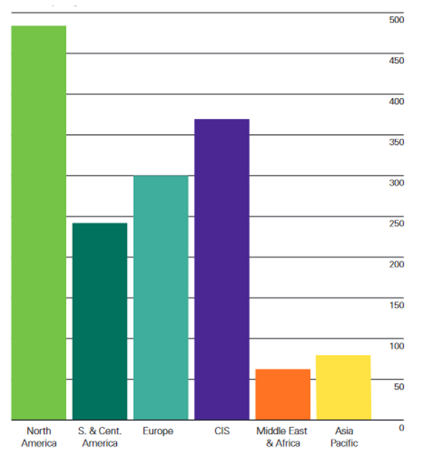 500
450
400
350
300
250
200
150
100
50
0
North
America
S. & Cent.
America
Europe
CIS
Middle East
& Africa
Asia
Pacific